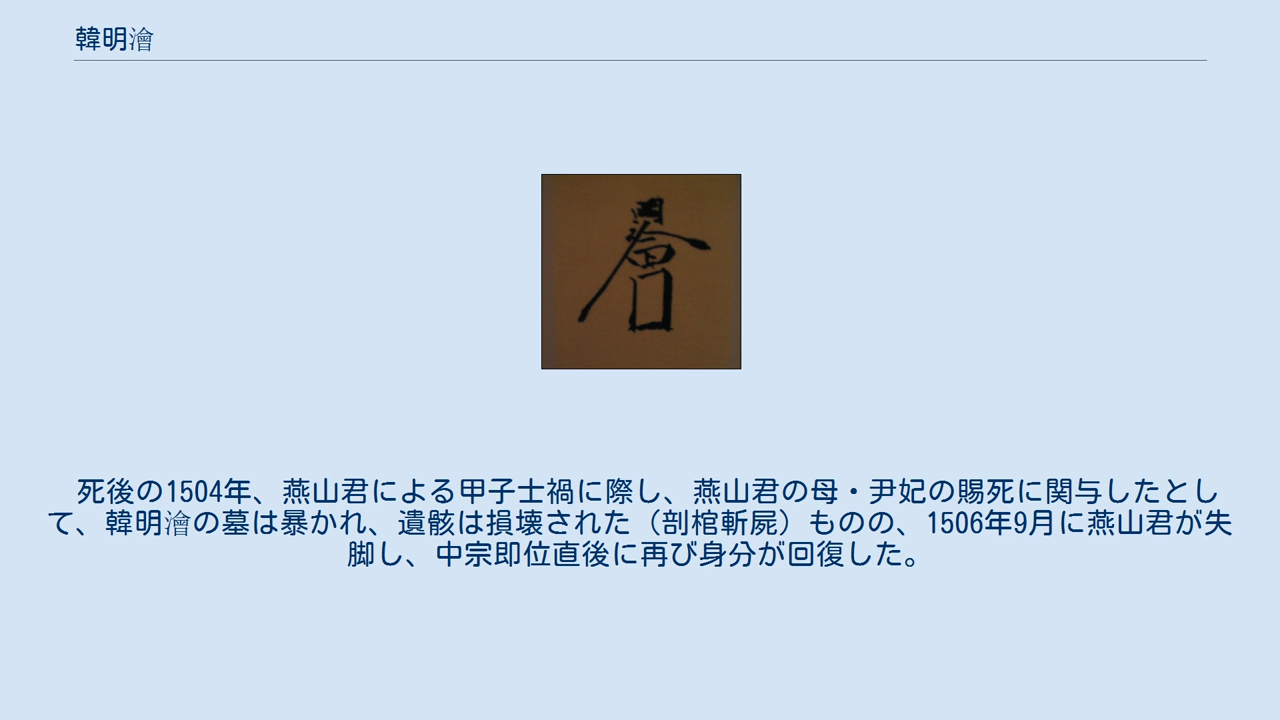 韓明澮
死後の1504年、燕山君による甲子士禍に際し、燕山君の母・尹妃の賜死に関与したとし
て、韓明澮の墓は暴かれ、遺骸は損壊された（剖棺斬屍）ものの、1506年9月に燕山君が失
脚し、中宗即位直後に再び身分が回復した。